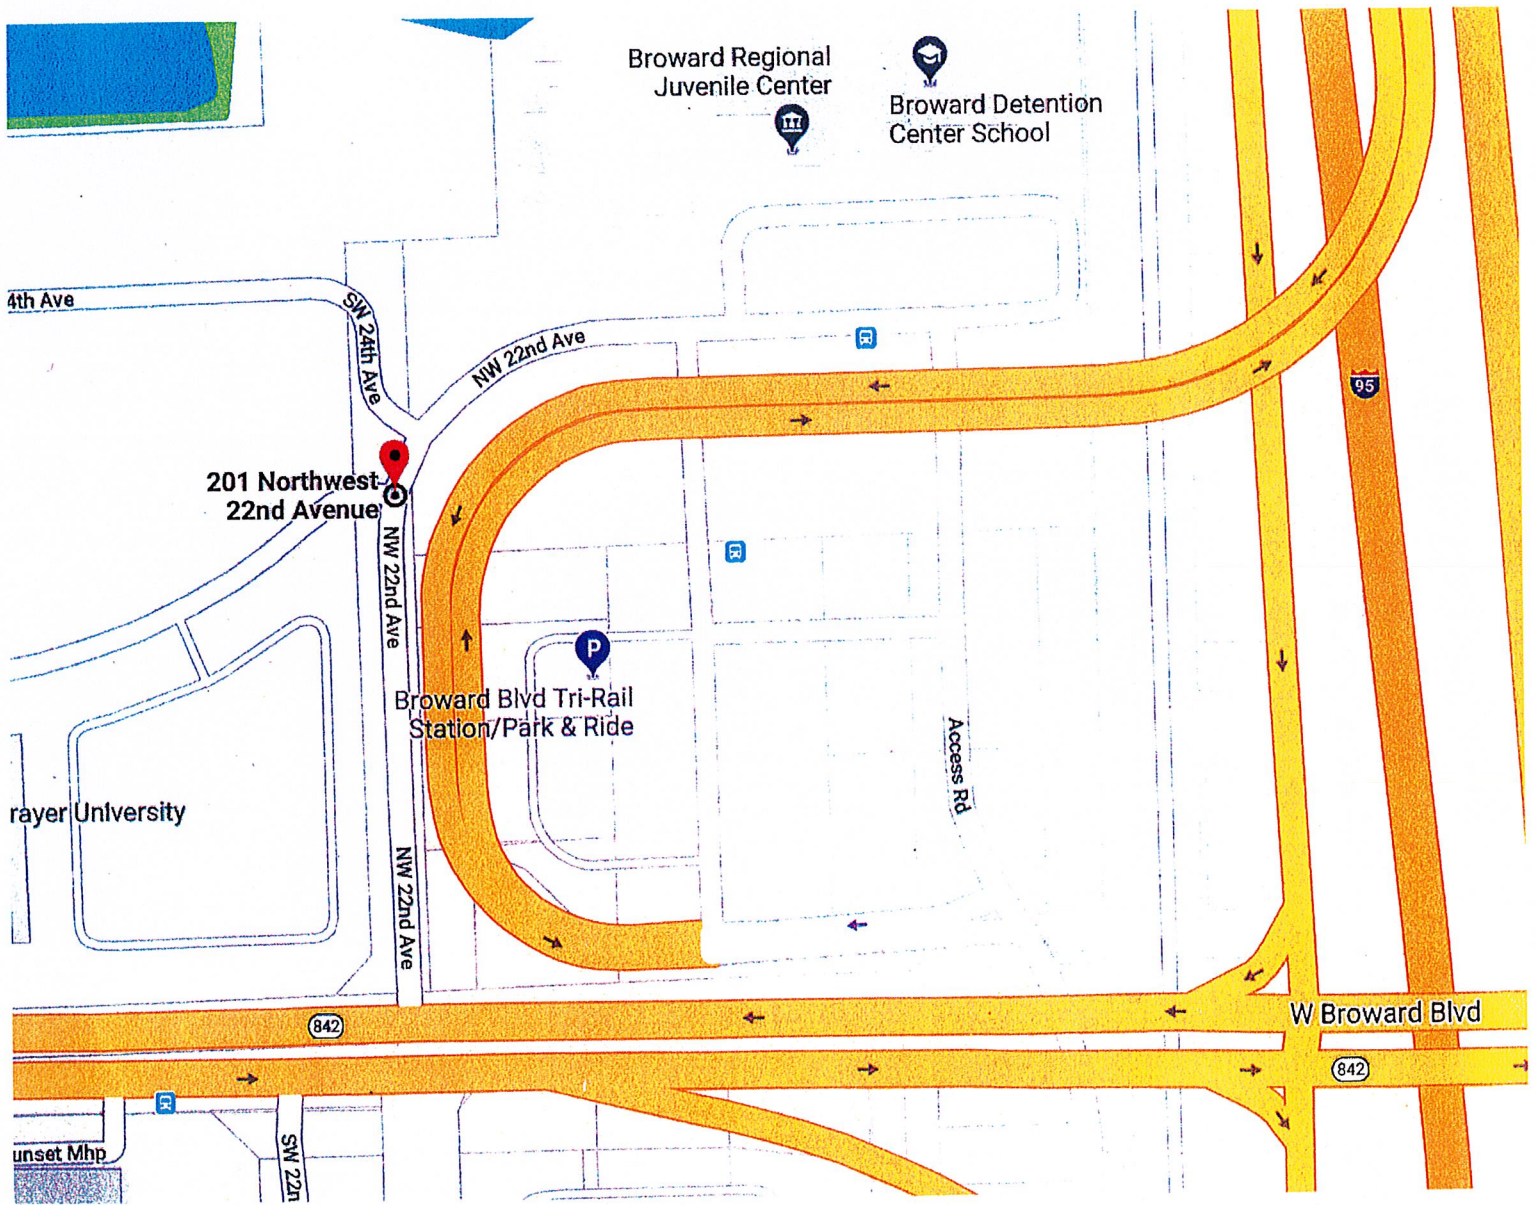 Broward Regional
Juvenile Center
Broward Detention
Center School
4th Ave
SW 24th Ave
NW 22nd Ave
95
201 Northwest
22nd Avenue
NW 22nd Ave
P
Broward Blvd Tri-Rail
Station/Park & Ride
Access Rd
rayer University
NW 22nd Ave
842
W Broward Blvd
842
unset Mhp
SW 22n